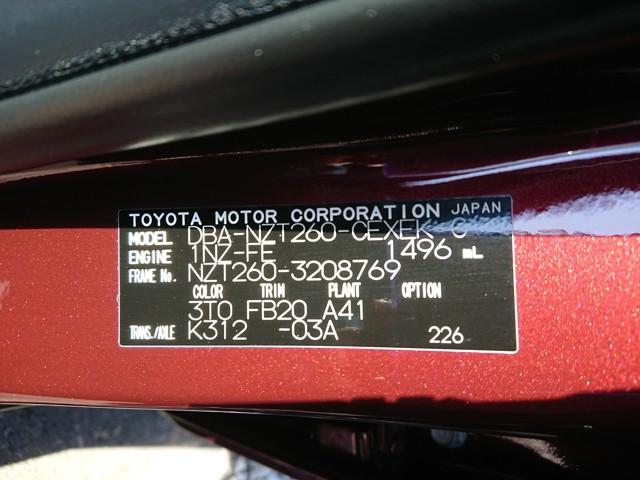 TOYOTA MOTOR CORPORATION JAPAN
MODEL DBA-NZT260-CEXEK C
ENGINE 1NZ-FE 1496 mL
FRAME No. NZT260-3208769
COLOR TRIM PLANT OPTION
3T0 FB20 A41
TRANS./AXLE K312 -03A 226